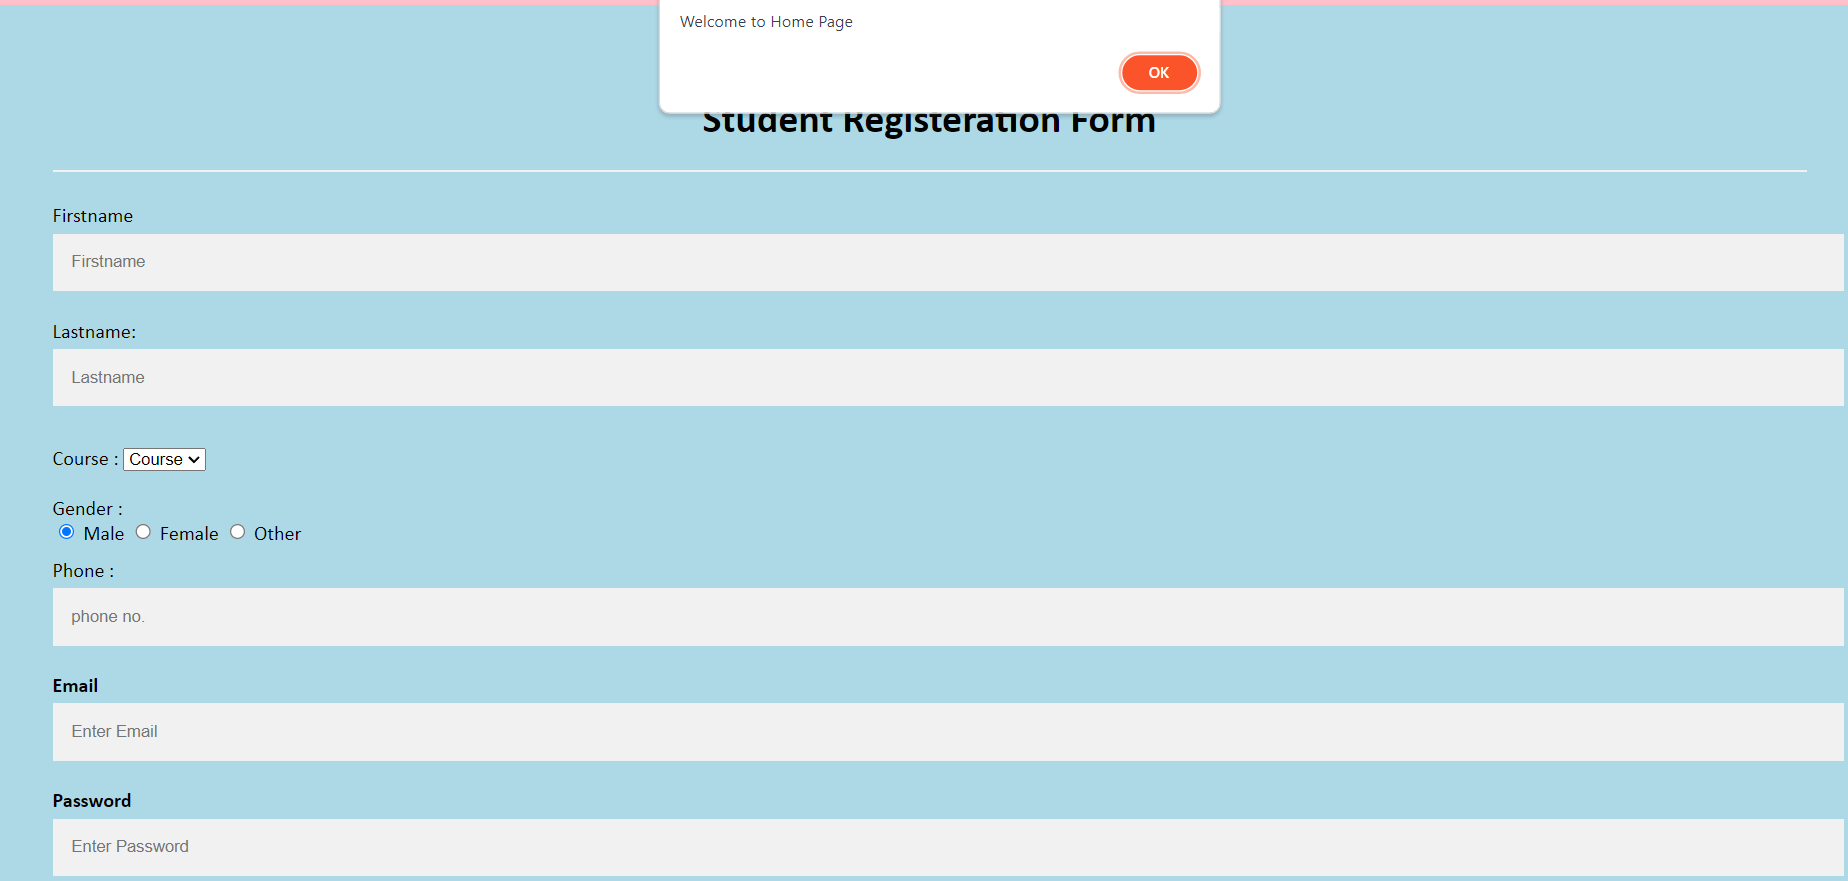 Welcome to Home Page
OK
Student Registeration Form
Firstname
Firstname
Lastname:
Lastname
Course : Course
Gender :
Male Female Other
Phone :
phone no.
Email
Enter Email
Password
Enter Password